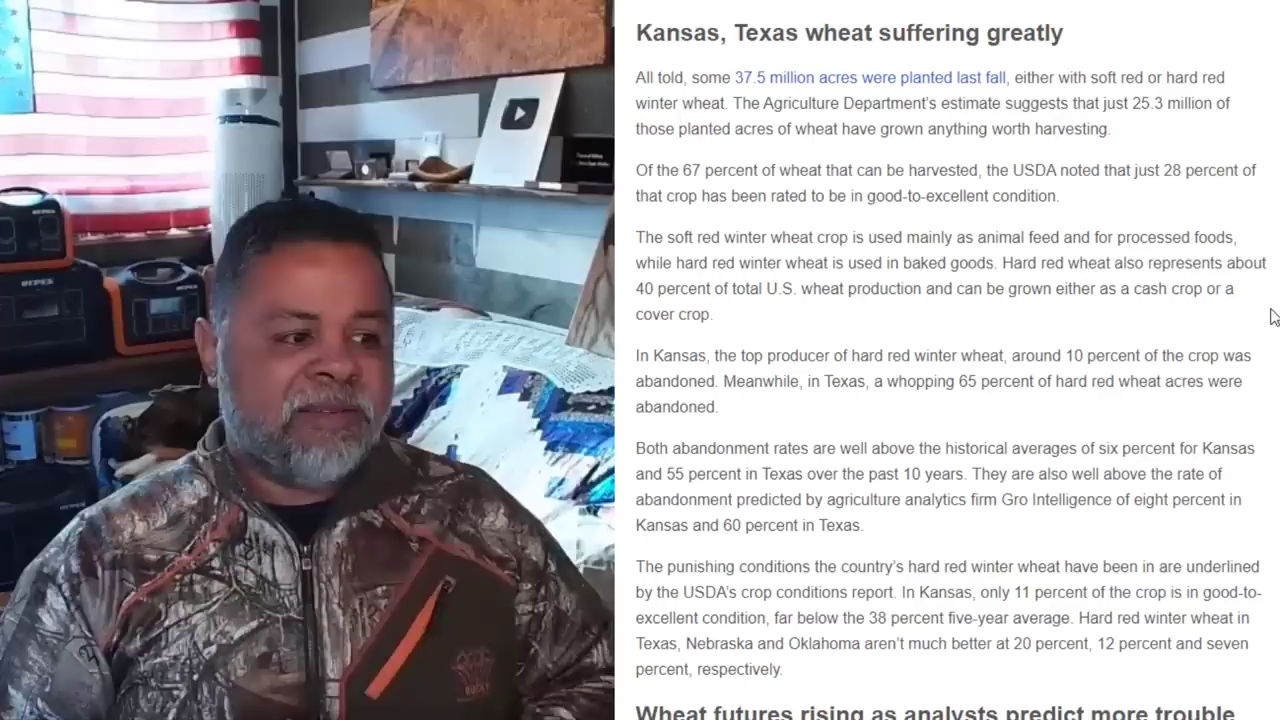 Kansas, Texas wheat suffering greatly
All told, some 37.5 million acres were planted last fall, either with soft red or hard red
winter wheat. The Agriculture Department's estimate suggests that just 25.3 million of
those planted acres of wheat have grown anything worth harvesting.
Of the 67 percent of wheat that can be harvested, the USDA noted that just 28 percent of
that crop has been rated to be in good-to-excellent condition.
The soft red winter wheat crop is used mainly as animal feed and for processed foods,
while hard red winter wheat is used in baked goods. Hard red wheat also represents about
40 percent of total U.S. wheat production and can be grown either as a cash crop or a
cover crop.
In Kansas, the top producer of hard red winter wheat, around 10 percent of the crop was
abandoned. Meanwhile, in Texas, a whopping 65 percent of hard red wheat acres were
abandoned.
Both abandonment rates are well above the historical averages of six percent for Kansas
and 55 percent in Texas over the past 10 years. They are also well above the rate of
abandonment predicted by agriculture analytics firm Gro Intelligence of eight percent in
Kansas and 60 percent in Texas.
The punishing conditions the country's hard red winter wheat have been in are underlined
by the USDA's crop conditions report. In Kansas, only 11 percent of the crop is in good-to-
excellent condition, far below the 38 percent five-year average. Hard red winter wheat in
Texas, Nebraska and Oklahoma aren't much better at 20 percent, 12 percent and seven
percent, respectively.
Wheat futures rising as analysts predict more trouble
ROCKY